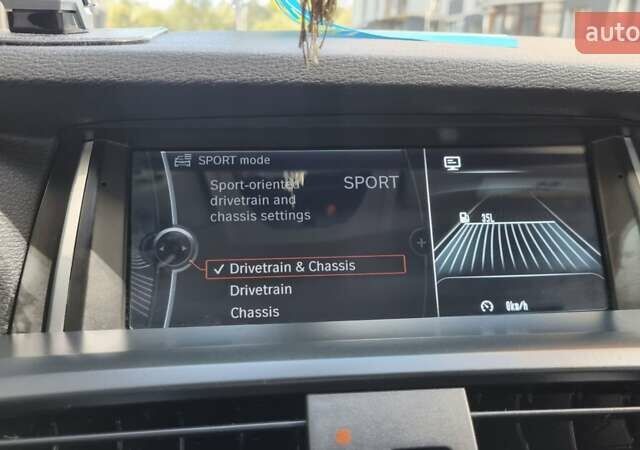 auto
SPORT mode
Sport-oriented
drivetrain and
chassis settings
SPORT
✓ Drivetrain & Chassis
Drivetrain
Chassis
35L
0km/h